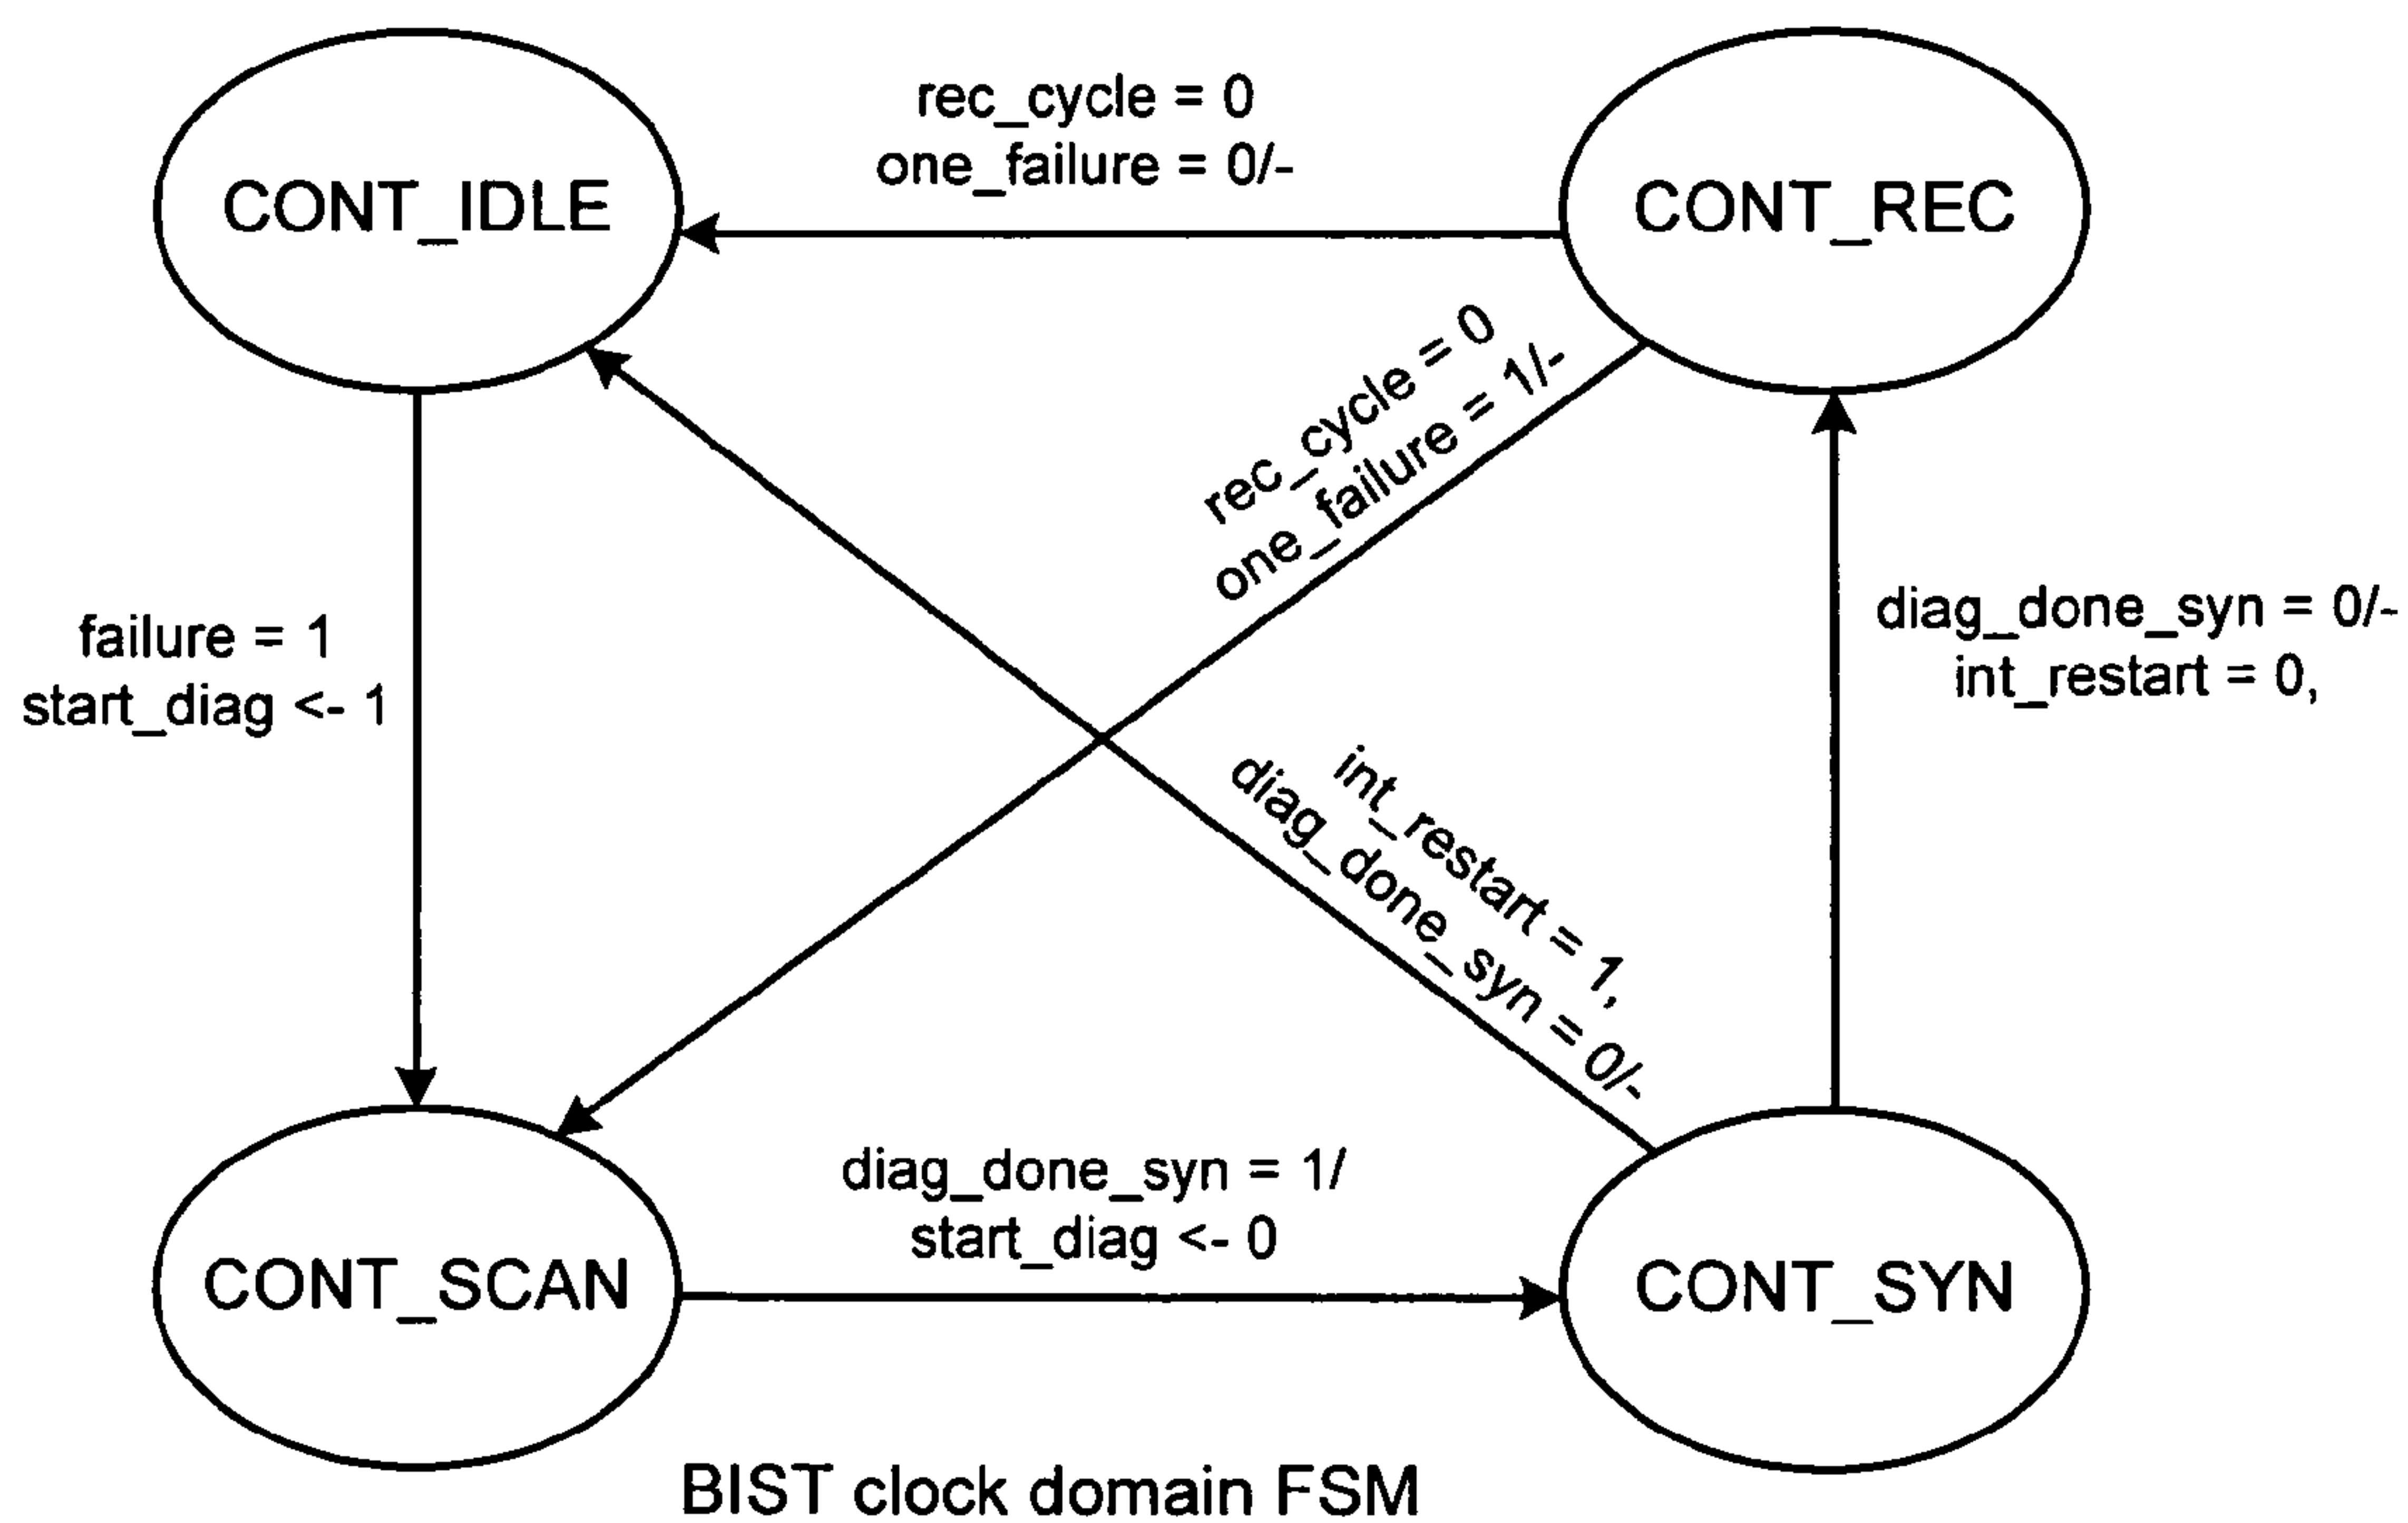 rec_cycle = 0
one_failure = 0/-
CONT_IDLE
CONT_REC
rec_cycle = 0
one_failure = 1/-
failure = 1
start_diag <- 1
diag_done_syn = 0/-
int_restart = 0,
int_restart = 1,
diag_done_syn = 0/-
diag_done_syn = 1/
start_diag <- 0
CONT_SCAN
CONT_SYN
BIST clock domain FSM